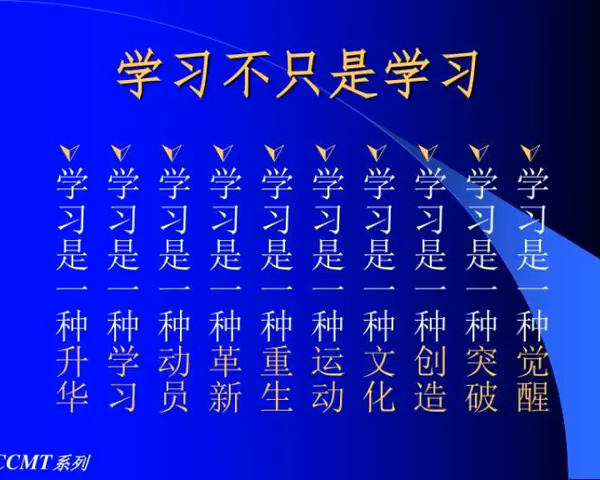 学习不只是学习
学习是一种觉醒
学习是一种突破
学习是一种创造
学习是一种文化
学习是一种运动
学习是一种重生
学习是一种革新
学习是一种动员
学习是一种学习
学习是一种升华
CCMT系列